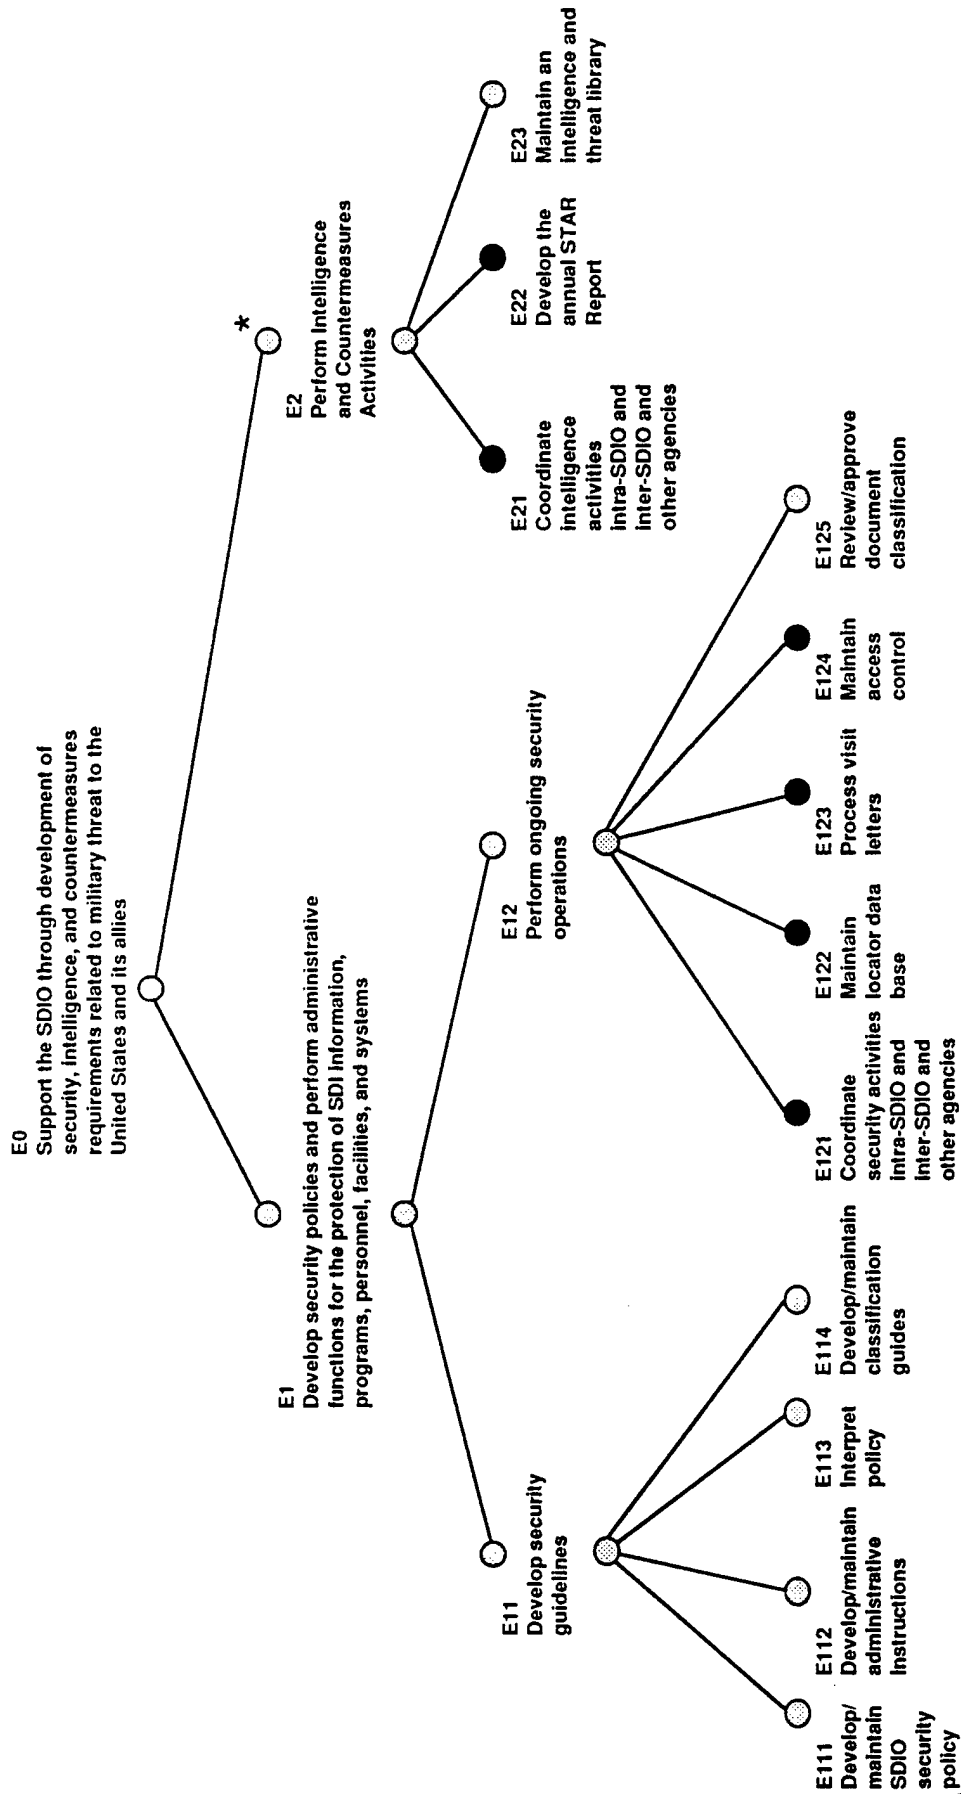 E0
Support the SDIO through development of
security, intelligence, and countermeasures
requirements related to military threat to the
United States and its allies
*
E1
Develop security policies and perform administrative
functions for the protection of SDI information,
programs, personnel, facilities, and systems
E2
Perform Intelligence
and Countermeasures
Activities
E11
Develop security
guidelines
E12
Perform ongoing security
operations
E21
Coordinate
intelligence
activities
intra-SDIO and
inter-SDIO and
other agencies
E22
Develop the
annual STAR
Report
E23
Maintain an
intelligence and
threat library
E111
Develop/
maintain
SDIO
security
policy
E112
Develop/maintain
administrative
Instructions
E113
Interpret
policy
E114
Develop/maintain
classification
guides
E121
Coordinate
security activities
intra-SDIO and
inter-SDIO and
other agencies
E122
Maintain
locator data
base
E123
Process visit
letters
E124
Maintain
access
control
E125
Review/approve
document
classification